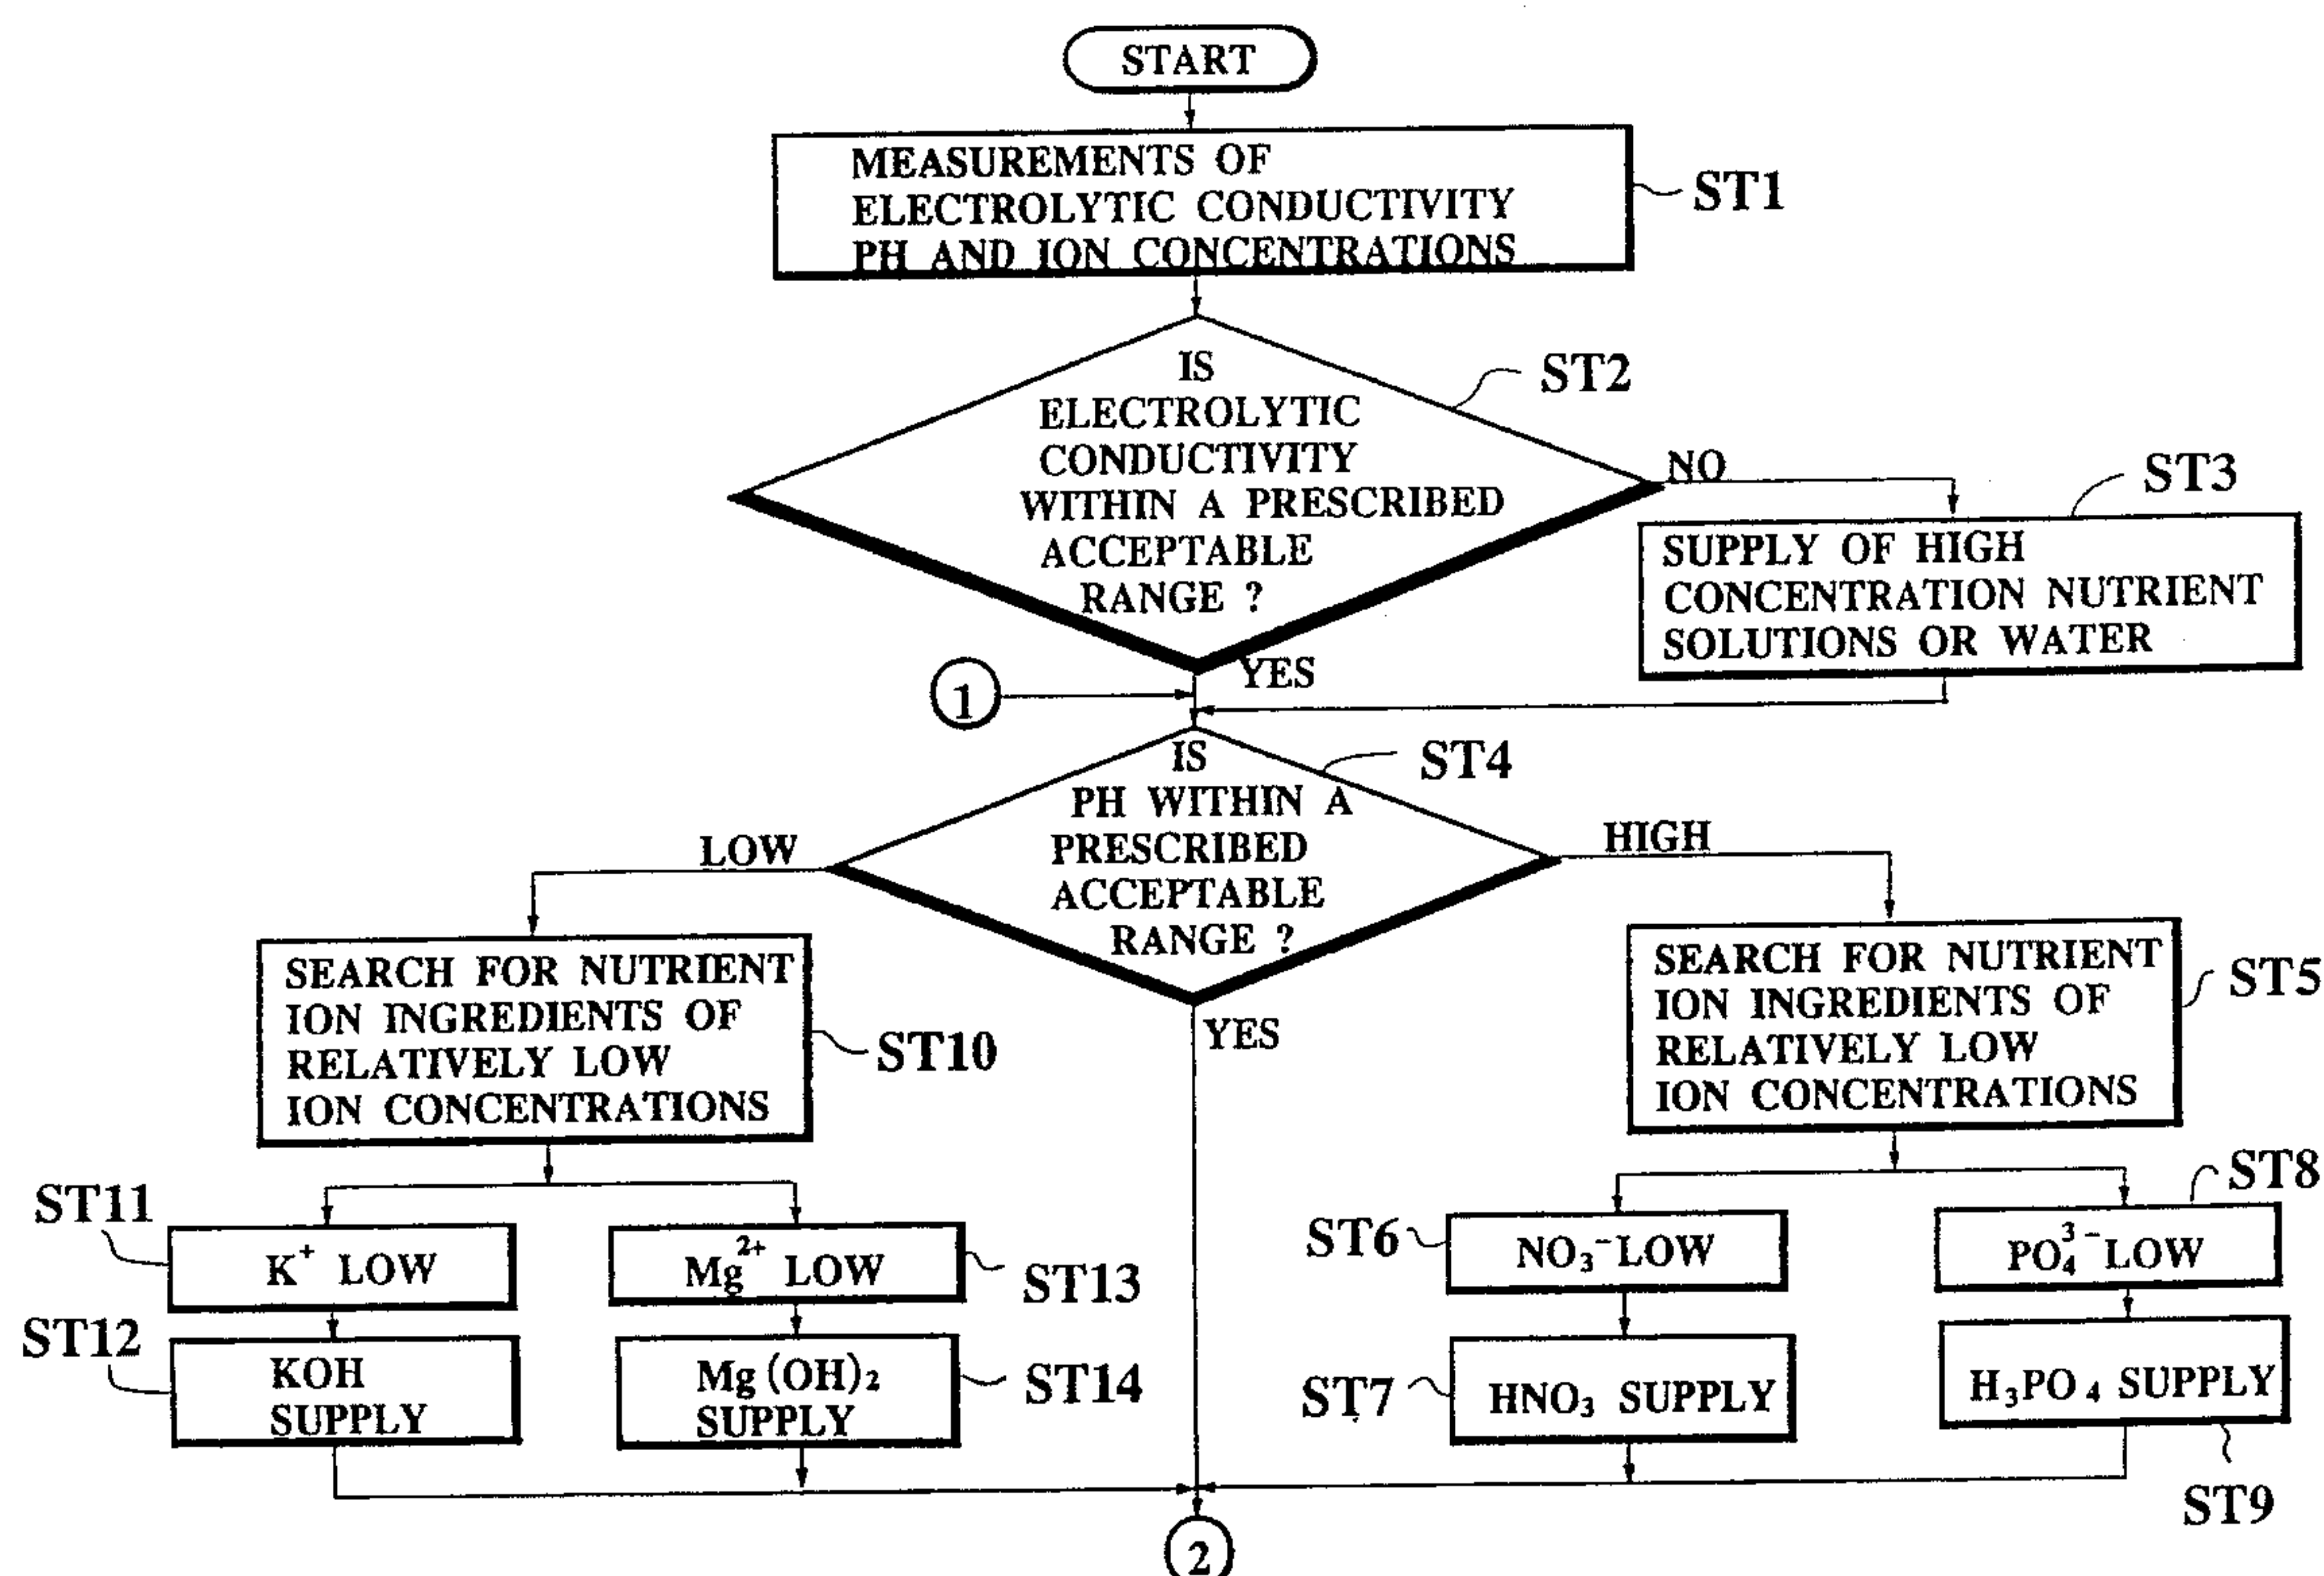 START
MEASUREMENTS OF
ELECTROLYTIC CONDUCTIVITY
PH AND ION CONCENTRATIONS
ST1
IS
ELECTROLYTIC
CONDUCTIVITY
WITHIN A PRESCRIBED
ACCEPTABLE
RANGE ?
ST2
NO
ST3
SUPPLY OF HIGH
CONCENTRATION NUTRIENT
SOLUTIONS OR WATER
YES
1
IS
PH WITHIN A
PRESCRIBED
ACCEPTABLE
RANGE ?
ST4
LOW
HIGH
YES
SEARCH FOR NUTRIENT
ION INGREDIENTS OF
RELATIVELY LOW
ION CONCENTRATIONS
ST10
SEARCH FOR NUTRIENT
ION INGREDIENTS OF
RELATIVELY LOW
ION CONCENTRATIONS
ST5
ST11
K⁺ LOW
Mg²⁺ LOW
ST13
ST6
NO₃⁻ LOW
ST8
PO₄³⁻ LOW
ST12
KOH
SUPPLY
Mg(OH)₂
SUPPLY
ST14
ST7
HNO₃ SUPPLY
H₃PO₄ SUPPLY
ST9
2